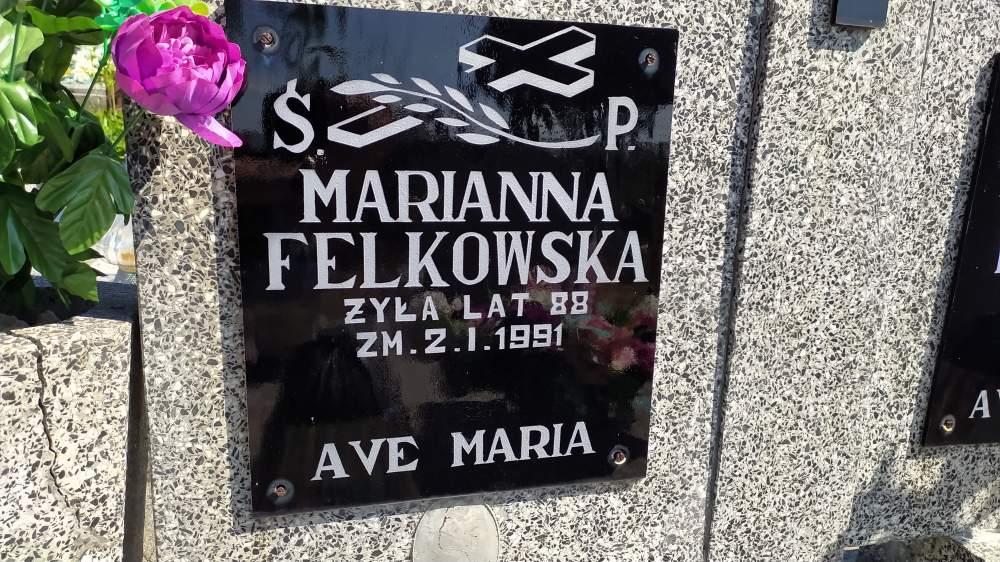 Ś. P.
MARIANNA
FELKOWSKA
ŻYŁA LAT 88
ZM. 2. I. 1991
AVE MARIA